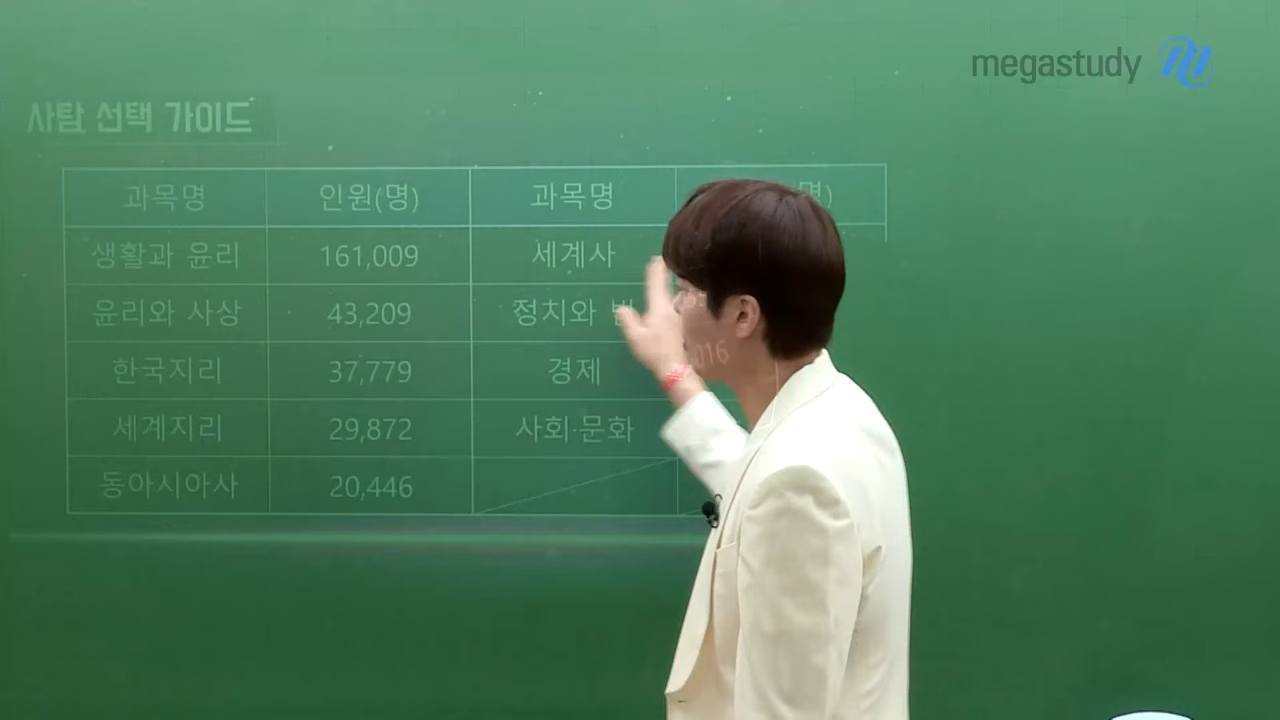 megastudy
사탐 선택 가이드
과목명 인원(명) 과목명 명)
생활과 윤리 161,009 세계사
윤리와 사상 43,209 정치와
한국지리 37,779 경제 016
세계지리 29,872 사회·문화
동아시아사 20,446